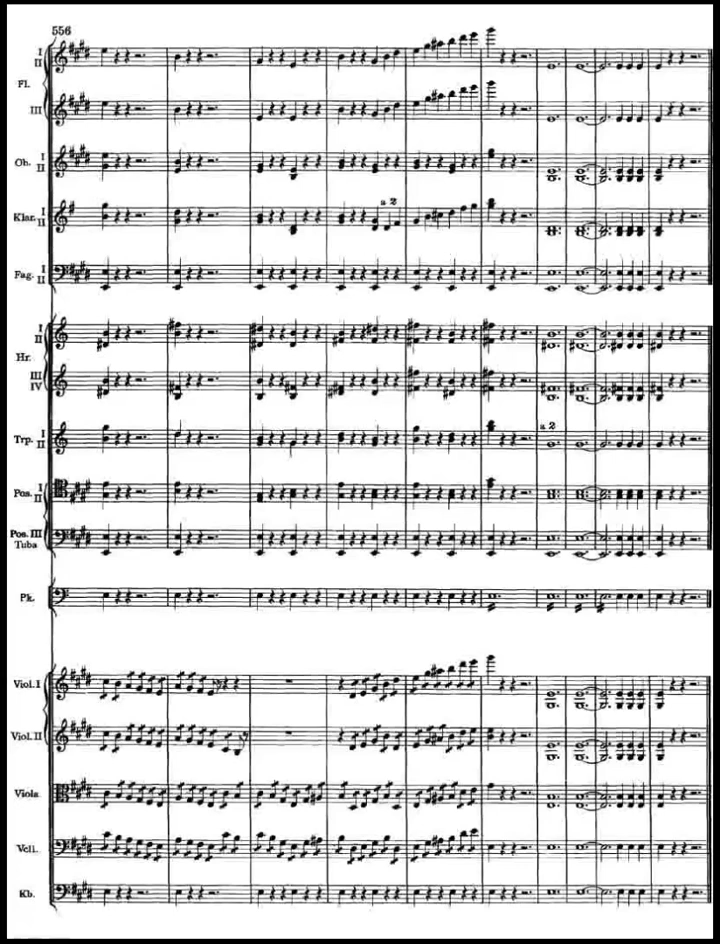 556
I
II
Fl.
III
Ob. I
II
Klar. I
II
a 2
Fag. I
II
I
II
Hr.
III
IV
Trp. I
II
a 2
Pos. I
II
Pos. III
Tuba
Pk.
Viol. I
Viol. II
Viola
Vcll.
Kb.